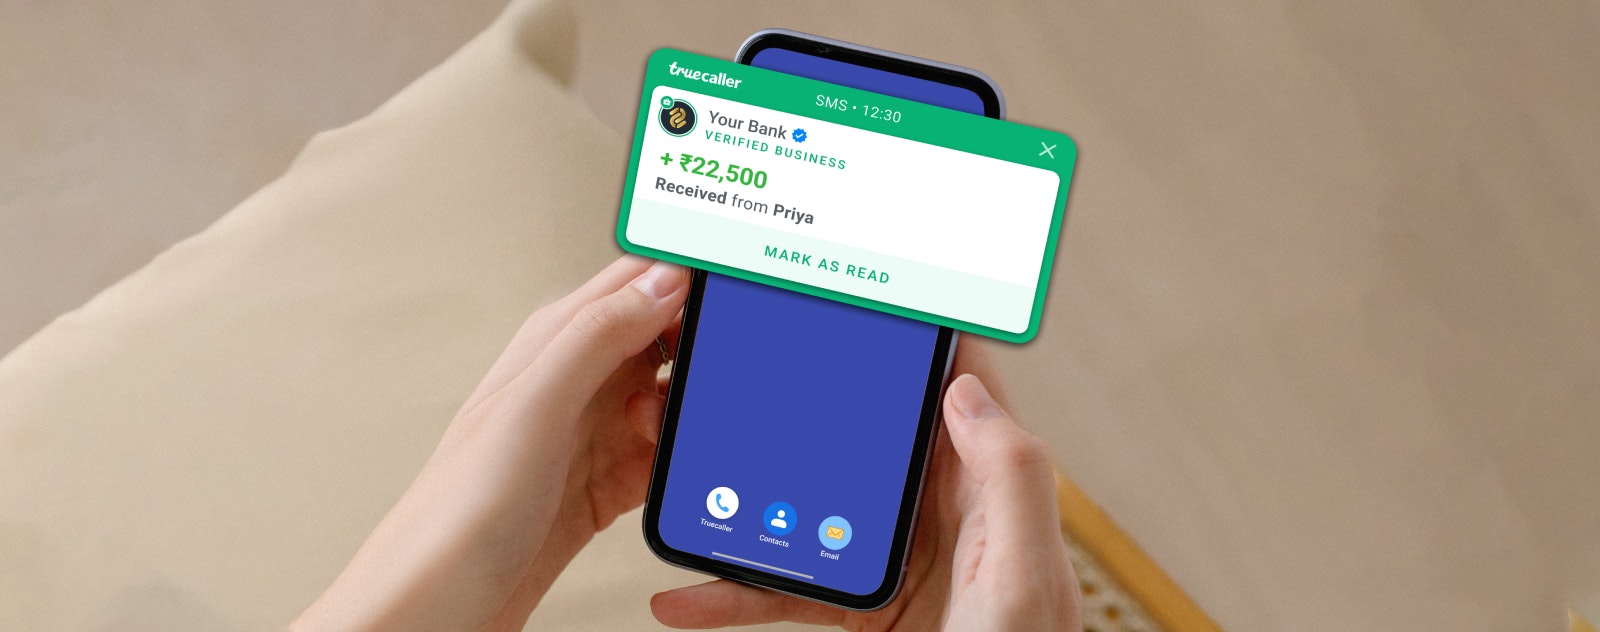 truecaller
SMS • 12:30
Your Bank
VERIFIED BUSINESS
+ ₹22,500
Received from Priya
MARK AS READ
Truecaller
Contacts
Email